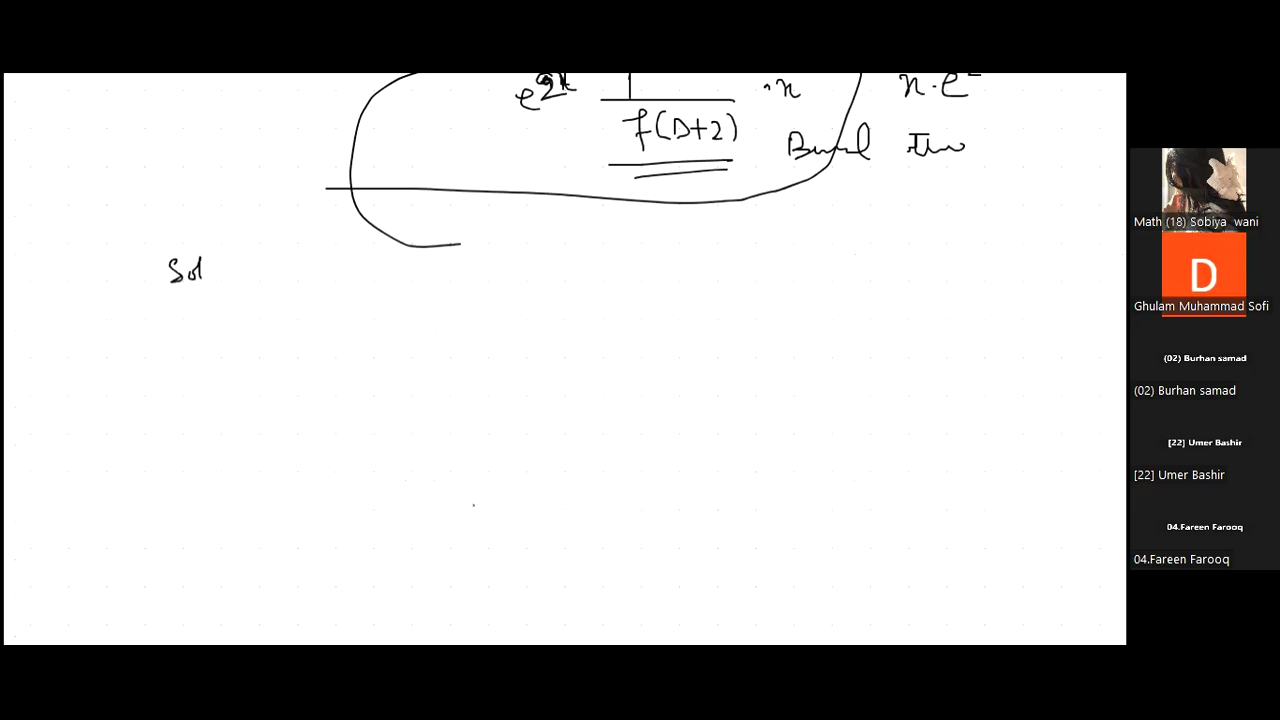 e^2x 1/f(D+2) · x x · e
Sol
Math (18) Sobiya wani
D
Ghulam Muhammad Sofi
(02) Burhan samad
(02) Burhan samad
[22] Umer Bashir
[22] Umer Bashir
04.Fareen Farooq
04.Fareen Farooq